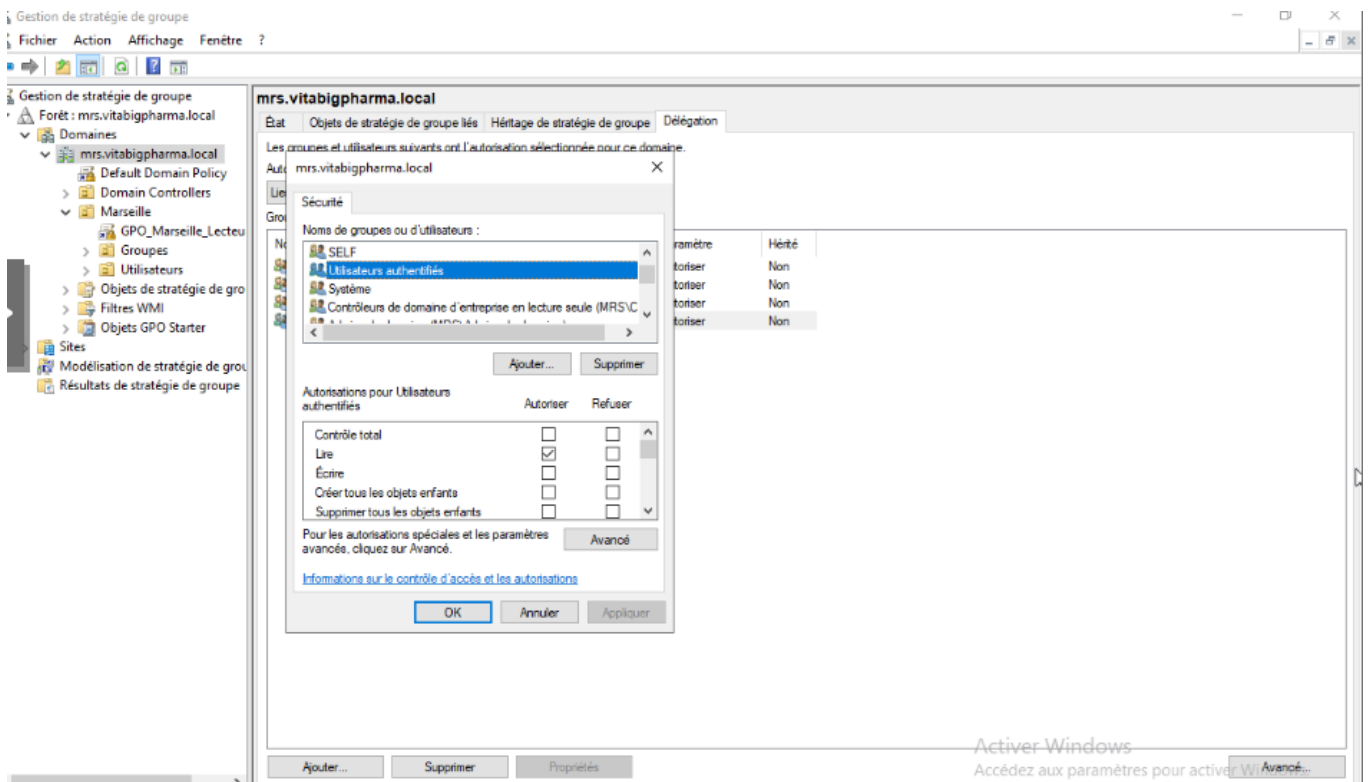 Gestion de stratégie de groupe
Fichier Action Affichage Fenêtre ?
Gestion de stratégie de groupe
Forêt : mrs.vitabigpharma.local
Domaines
mrs.vitabigpharma.local
Default Domain Policy
Domain Controllers
Marseille
GPO_Marseille_Lecteu
Groupes
Utilisateurs
Objets de stratégie de gro
Filtres WMI
Objets GPO Starter
Sites
Modélisation de stratégie de grou
Résultats de stratégie de groupe
mrs.vitabigpharma.local
État Objets de stratégie de groupe liés Héritage de stratégie de groupe Délégation
Les groupes et utilisateurs suivants ont l'autorisation sélectionnée pour ce domaine.
Auto
Lie
Gro
No
ramètre Hérité
toriser Non
toriser Non
toriser Non
toriser Non
mrs.vitabigpharma.local
Sécurité
Noms de groupes ou d'utilisateurs :
SELF
Utilisateurs authentifiés
Système
Contrôleurs de domaine d'entreprise en lecture seule (MRS\C
Ajouter... Supprimer
Autorisations pour Utilisateurs
authentifiés Autoriser Refuser
Contrôle total
Lire
Écrire
Créer tous les objets enfants
Supprimer tous les objets enfants
Pour les autorisations spéciales et les paramètres
avancés, cliquez sur Avancé.
Avancé
Informations sur le contrôle d'accès et les autorisations
OK Annuler Appliquer
Activer Windows
Accédez aux paramètres pour activer Wi
Ajouter... Supprimer Propriétés Avancé...